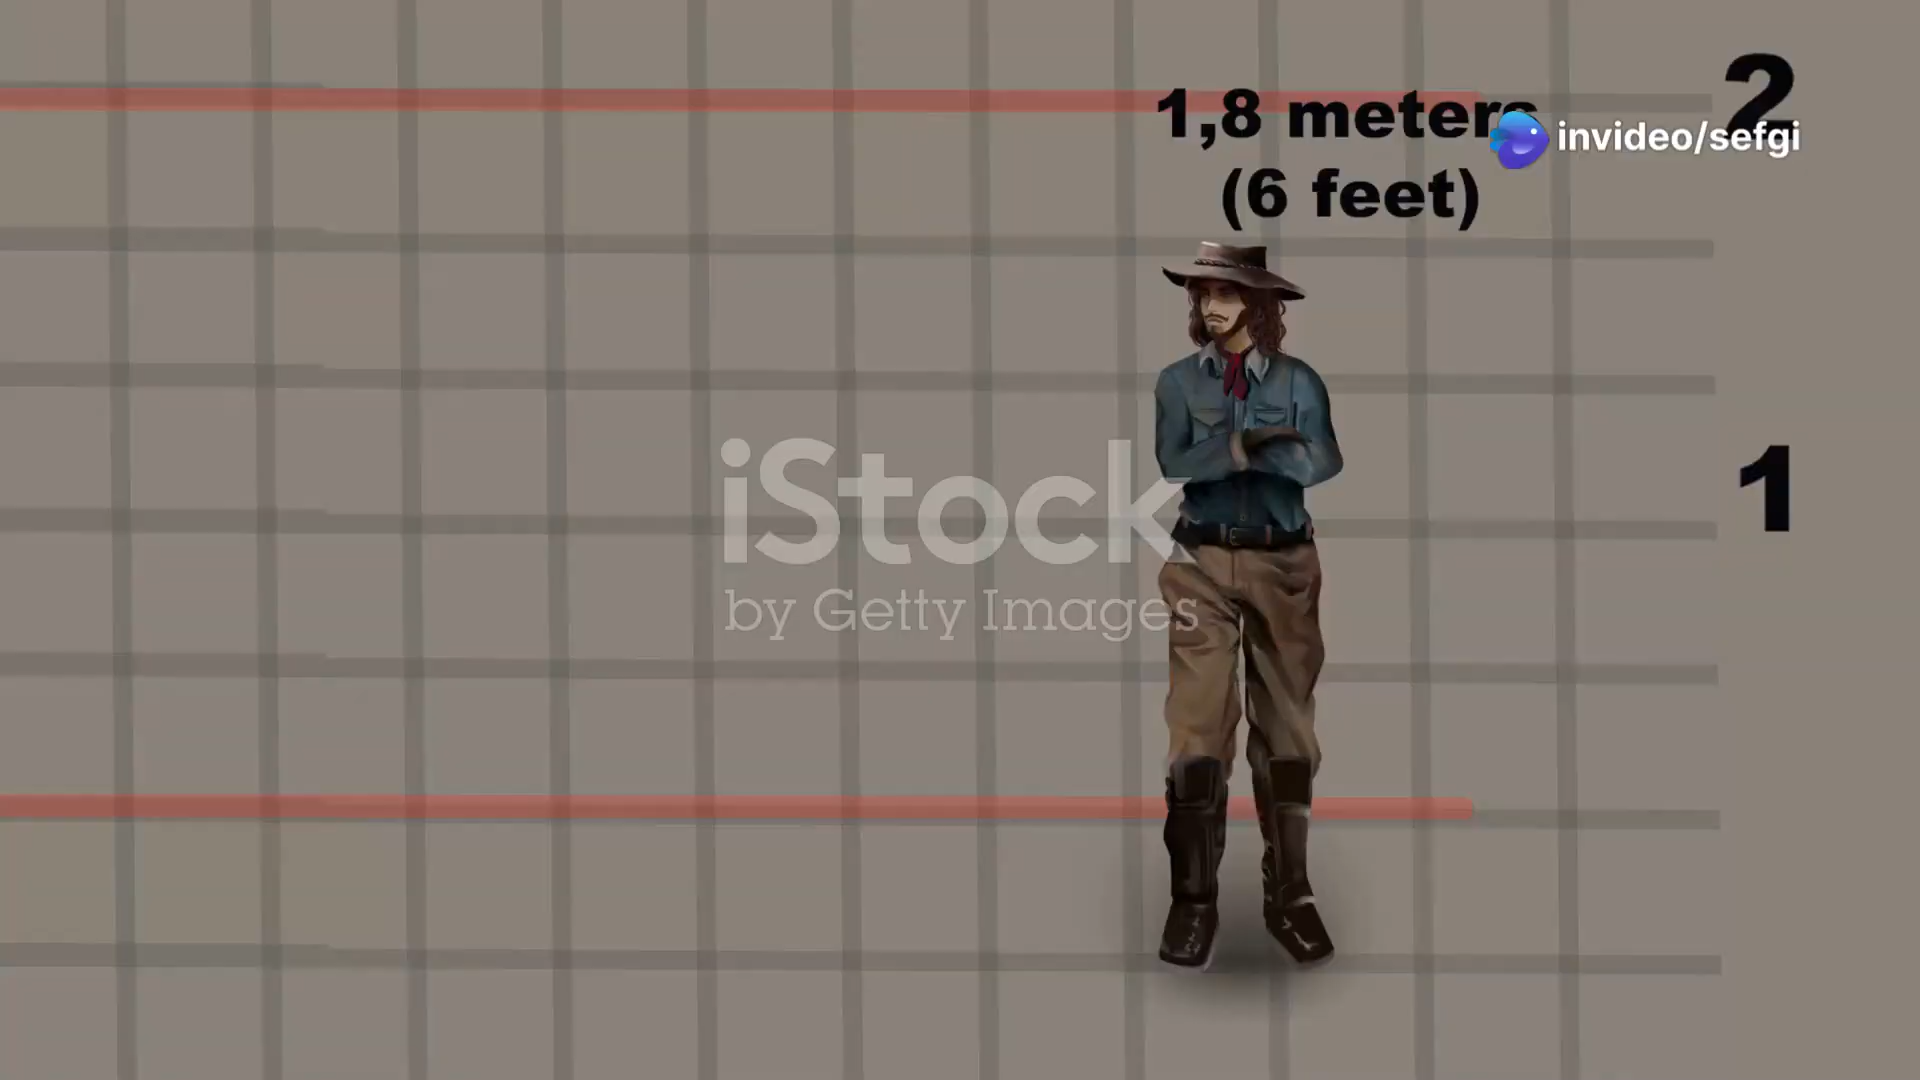 1,8 meters
(6 feet)
2
invideo/sefgi
1
iStock
by Getty Images